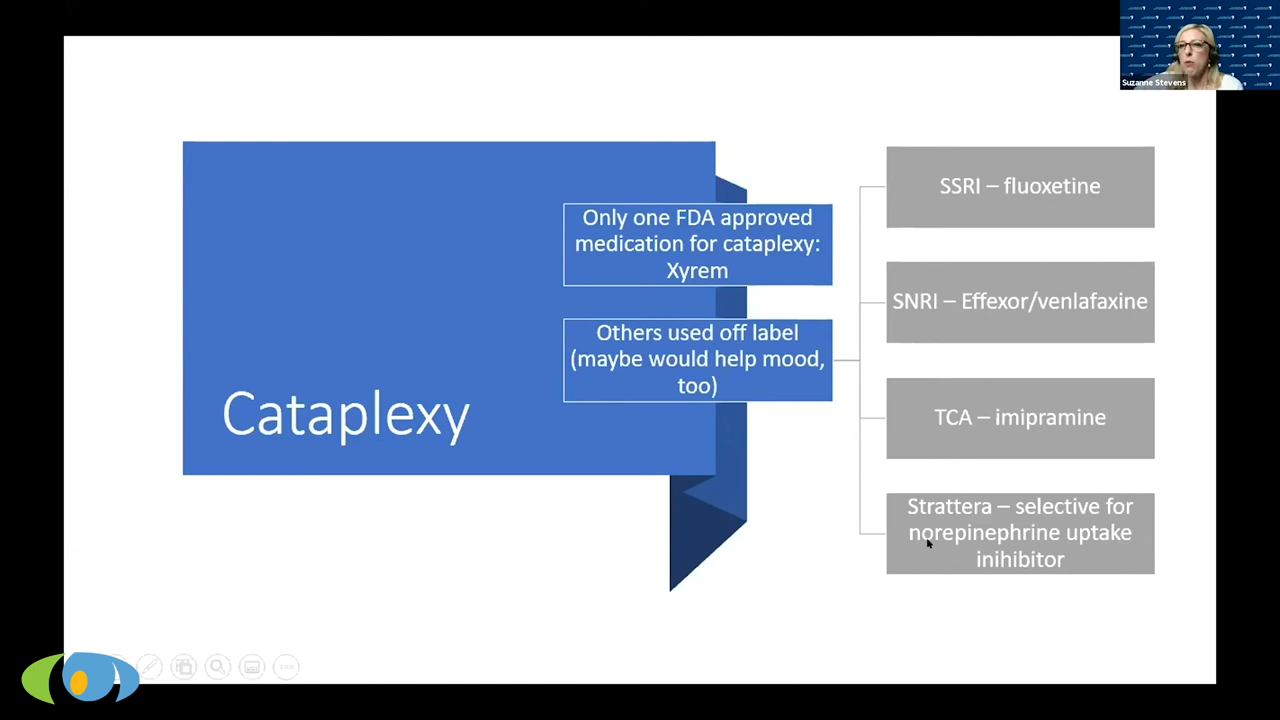 Suzanne Stevens
Cataplexy
Only one FDA approved
medication for cataplexy:
Xyrem
Others used off label
(maybe would help mood,
too)
SSRI – fluoxetine
SNRI – Effexor/venlafaxine
TCA – imipramine
Strattera – selective for
norepinephrine uptake
inihibitor